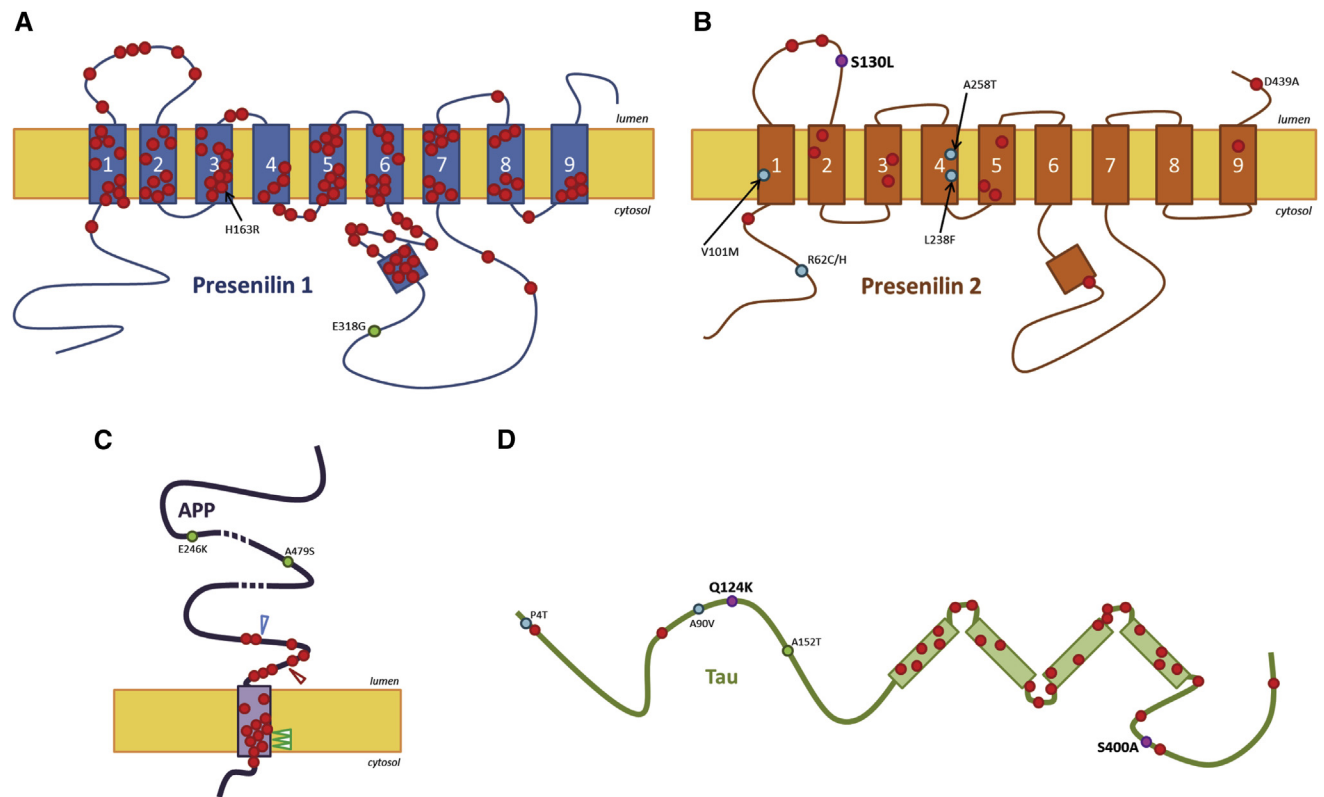 A
1 2 3 4 5 6 7 8 9
lumen
cytosol
H163R
Presenilin 1
E318G
B
S130L
A258T
D439A
lumen
1 2 3 4 5 6 7 8 9
cytosol
V101M
L238F
R62C/H
Presenilin 2
C
APP
E246K
A479S
lumen
cytosol
D
P4T
Q124K
A90V
A152T
Tau
S400A